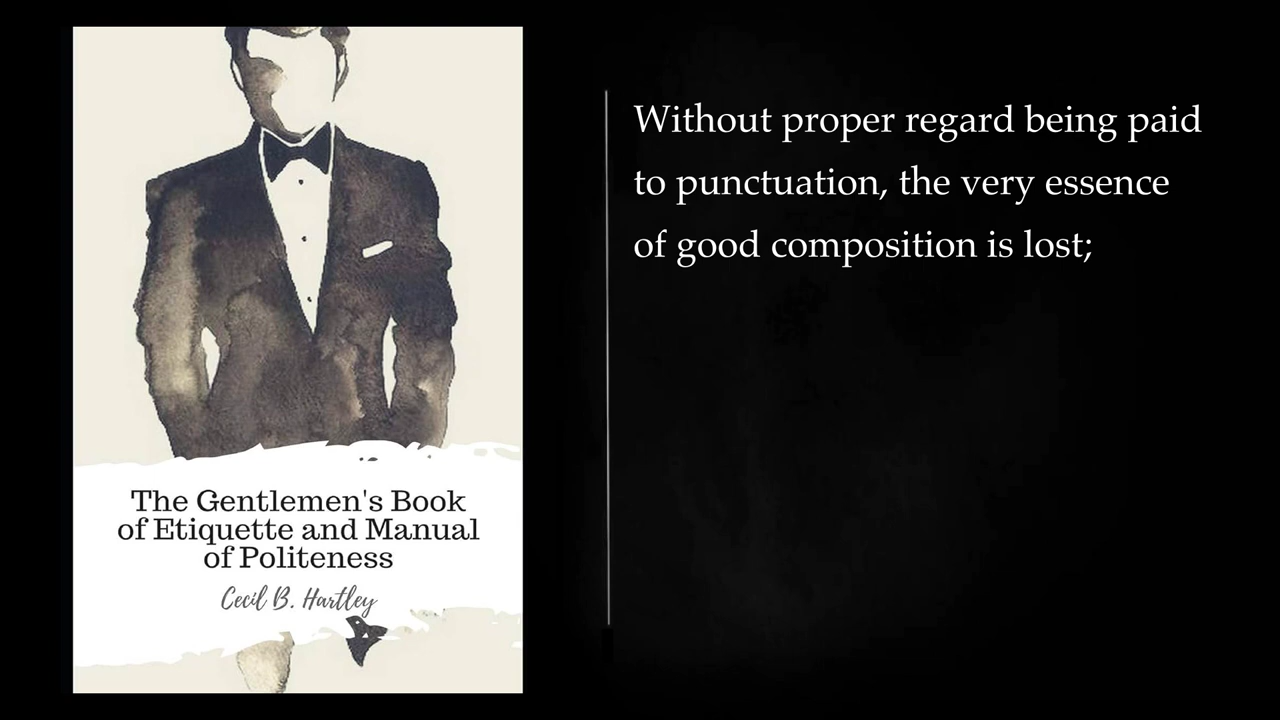 The Gentlemen's Book
of Etiquette and Manual
of Politeness
Cecil B. Hartley
Without proper regard being paid
to punctuation, the very essence
of good composition is lost;